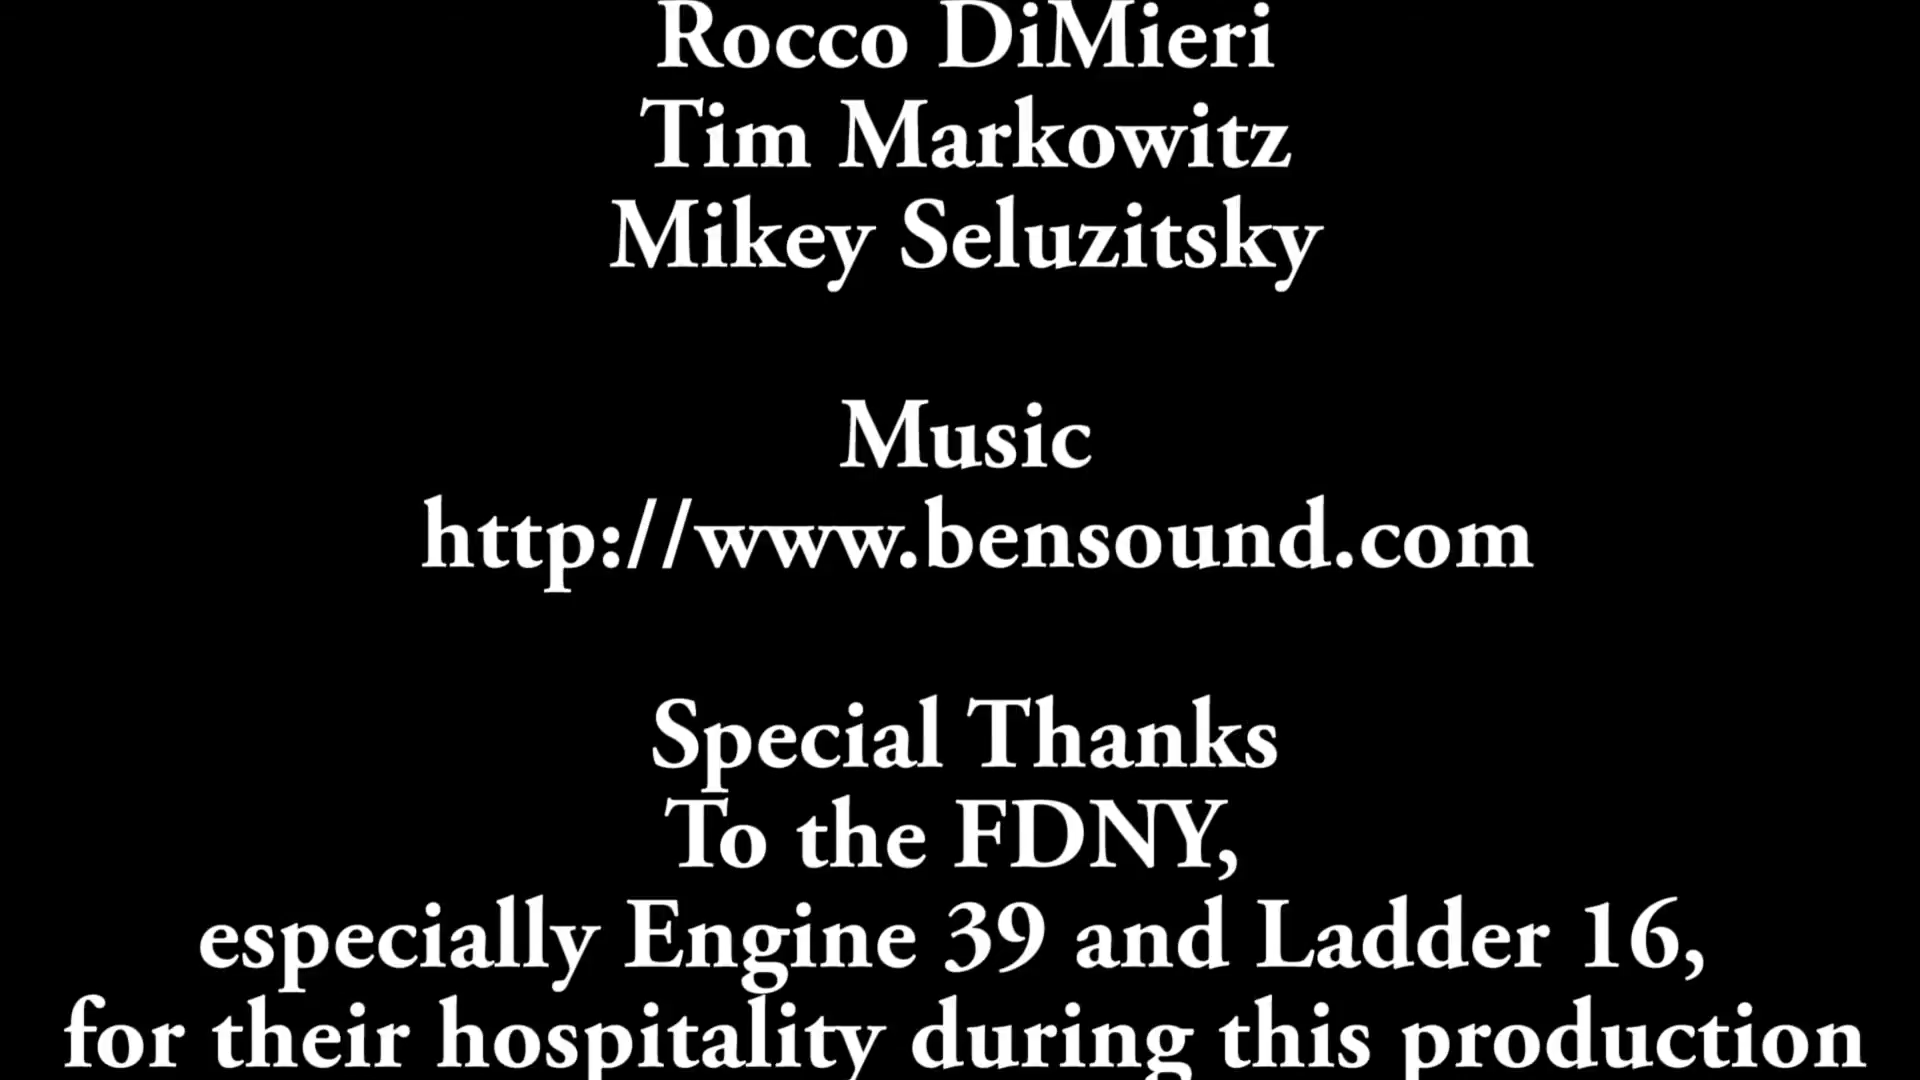 Rocco DiMieri
Tim Markowitz
Mikey Seluzitsky
Music
http://www.bensound.com
Special Thanks
To the FDNY,
especially Engine 39 and Ladder 16,
for their hospitality during this production